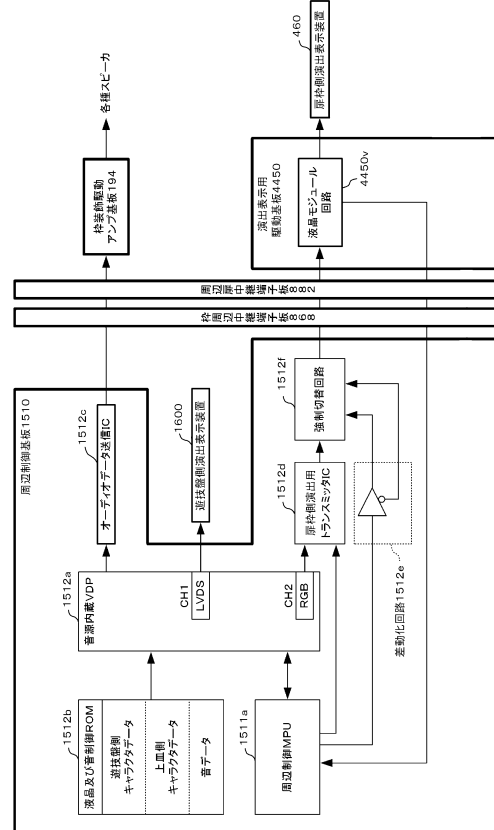 周辺制御基板1510
1512b
液晶及び音制御ROM
遊技盤側
キャラクタデータ
上皿側
キャラクタデータ
音データ
1511a
周辺制御MPU
1512a
音源内蔵VDP
CH1
LVDS
CH2
RGB
1512c
オーディオデータ送信IC
1600
遊技盤側演出表示装置
1512d
扉枠側演出用
トランスミッタIC
差動化回路1512e
1512f
強制切替回路
枠周辺中継端子板868
周辺扉中継端子板882
枠装飾駆動
アンプ基板194
各種スピーカ
演出表示用
駆動基板4450
液晶モジュール
回路
4450v
460
扉枠側演出表示装置